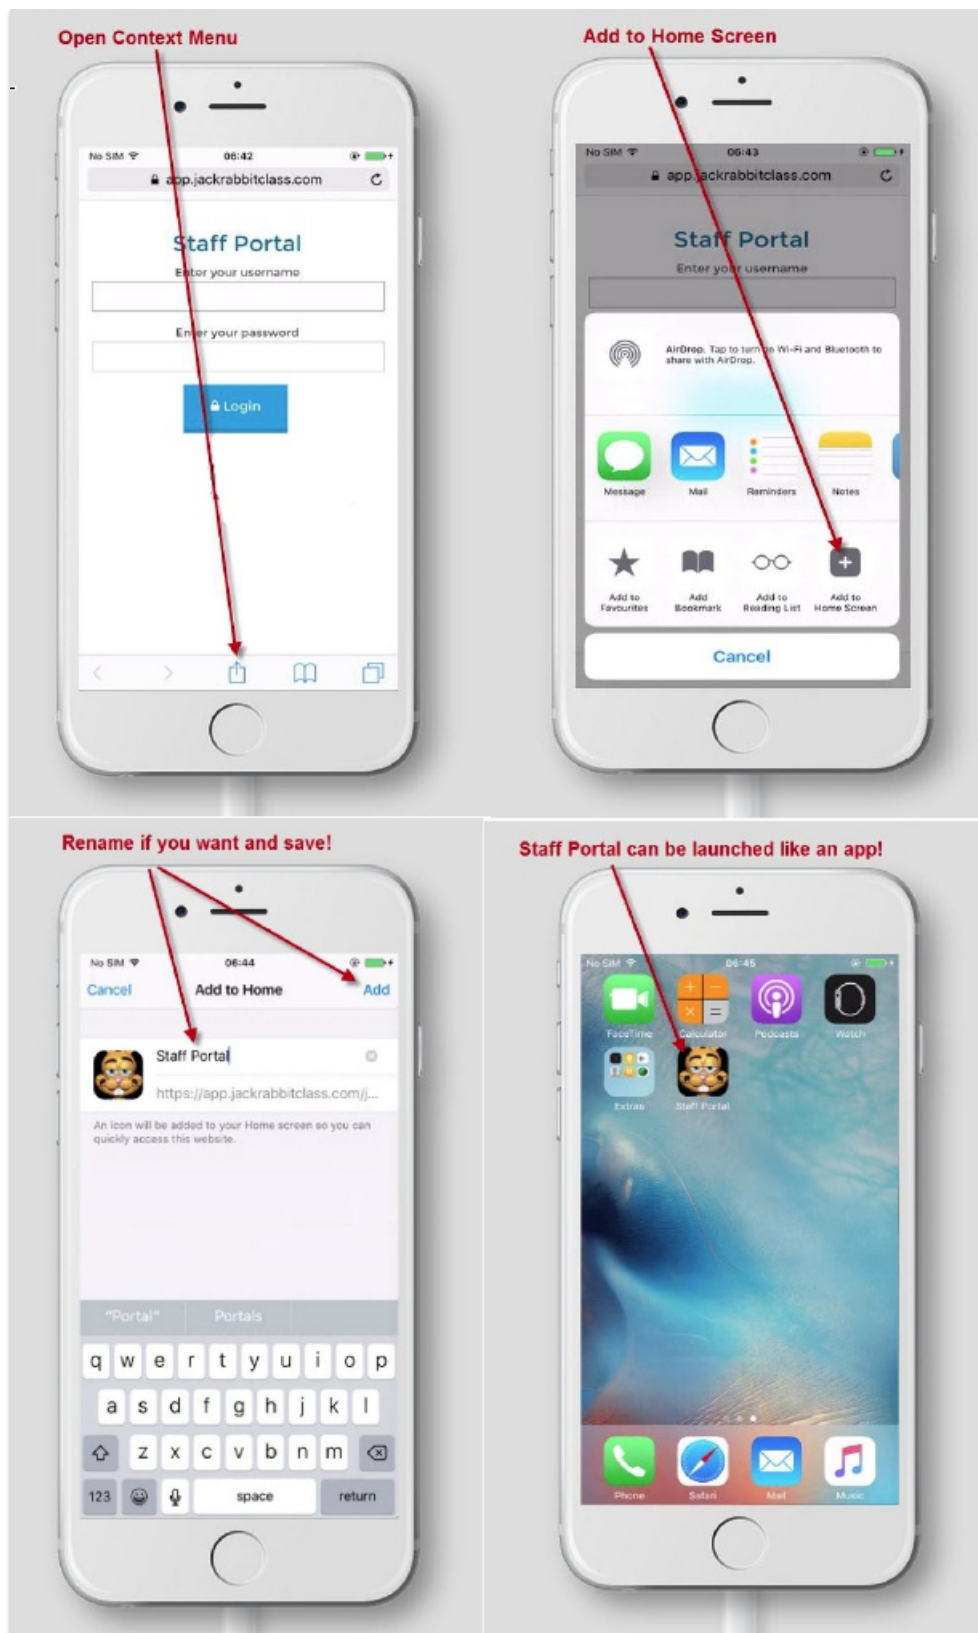 Open Context Menu
No SIM 06:42
app.jackrabbitclass.com
Staff Portal
Enter your username
Enter your password
Login
Add to Home Screen
No SIM 06:43
app.jackrabbitclass.com
Staff Portal
Enter your username
AirDrop. Tap to turn on Wi-Fi and Bluetooth to
share with AirDrop.
Message Mail Reminders Notes
Add to Add Add to Add to
Favourites Bookmark Reading List Home Screen
Cancel
Rename if you want and save!
No SIM 06:44
Cancel Add to Home Add
Staff Portal
https://app.jackrabbitclass.com/j...
An icon will be added to your Home screen so you can
quickly access this website.
"Portal" Portals
q w e r t y u i o p
a s d f g h j k l
z x c v b n m
123 space return
Staff Portal can be launched like an app!
No SIM 06:45
FaceTime Calculator Podcasts Watch
Extras Staff Portal
Phone Safari Mail Music